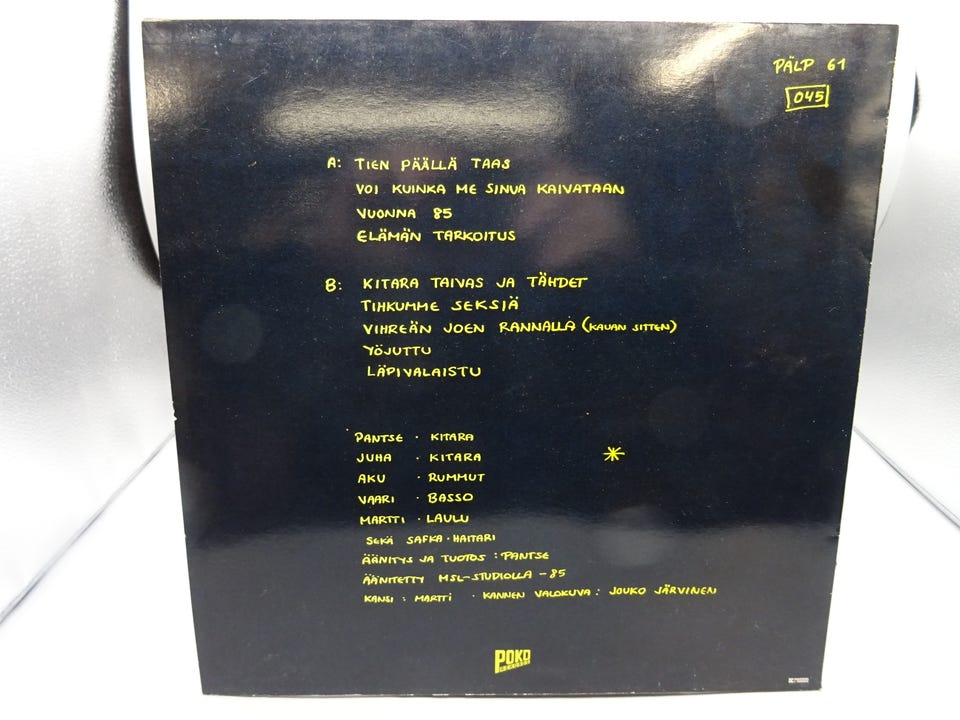 PÄLP 61
045
A: TIEN PÄÄLLÄ TAAS
VOI KUINKA ME SINUA KAIVATAAN
VUONNA 85
ELÄMÄN TARKOITUS
B: KITARA TAIVAS JA TÄHDET
TIHKUMME SEKSIÄ
VIHREÄN JOEN RANNALLA (KAUAN SITTEN)
YÖJUTTU
LÄPIVALAISTU
PANTSE · KITARA
JUHA · KITARA
AKU · RUMMUT
VAARI · BASSO
MARTTI · LAULU
SEKÄ SAFKA · HAITARI
ÄÄNITYS JA TUOTOS : PANTSE
ÄÄNITETTY MSL-STUDIOLLA -85
KANSI : MARTTI · KANNEN VALOKUVA : JOUKO JÄRVINEN
POKO
RECORDS